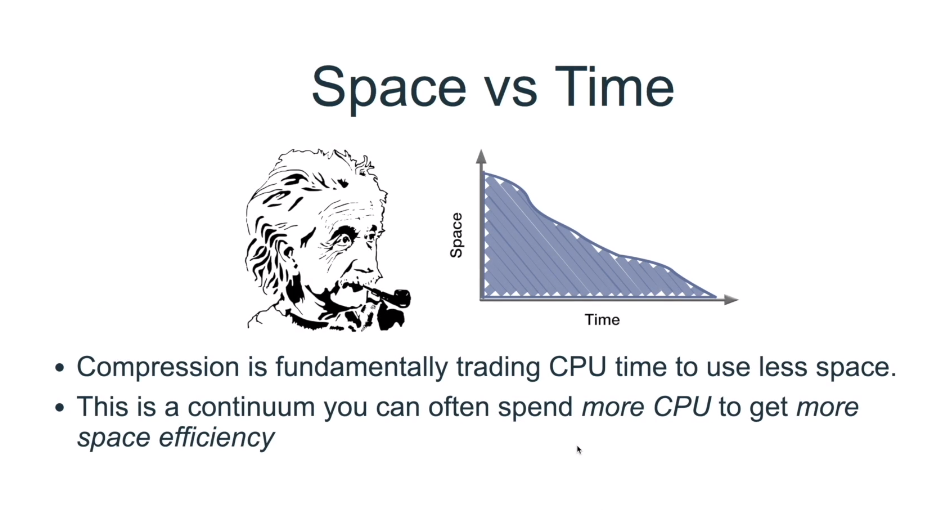 Space vs Time
Space
Time
• Compression is fundamentally trading CPU time to use less space.
• This is a continuum you can often spend more CPU to get more
space efficiency